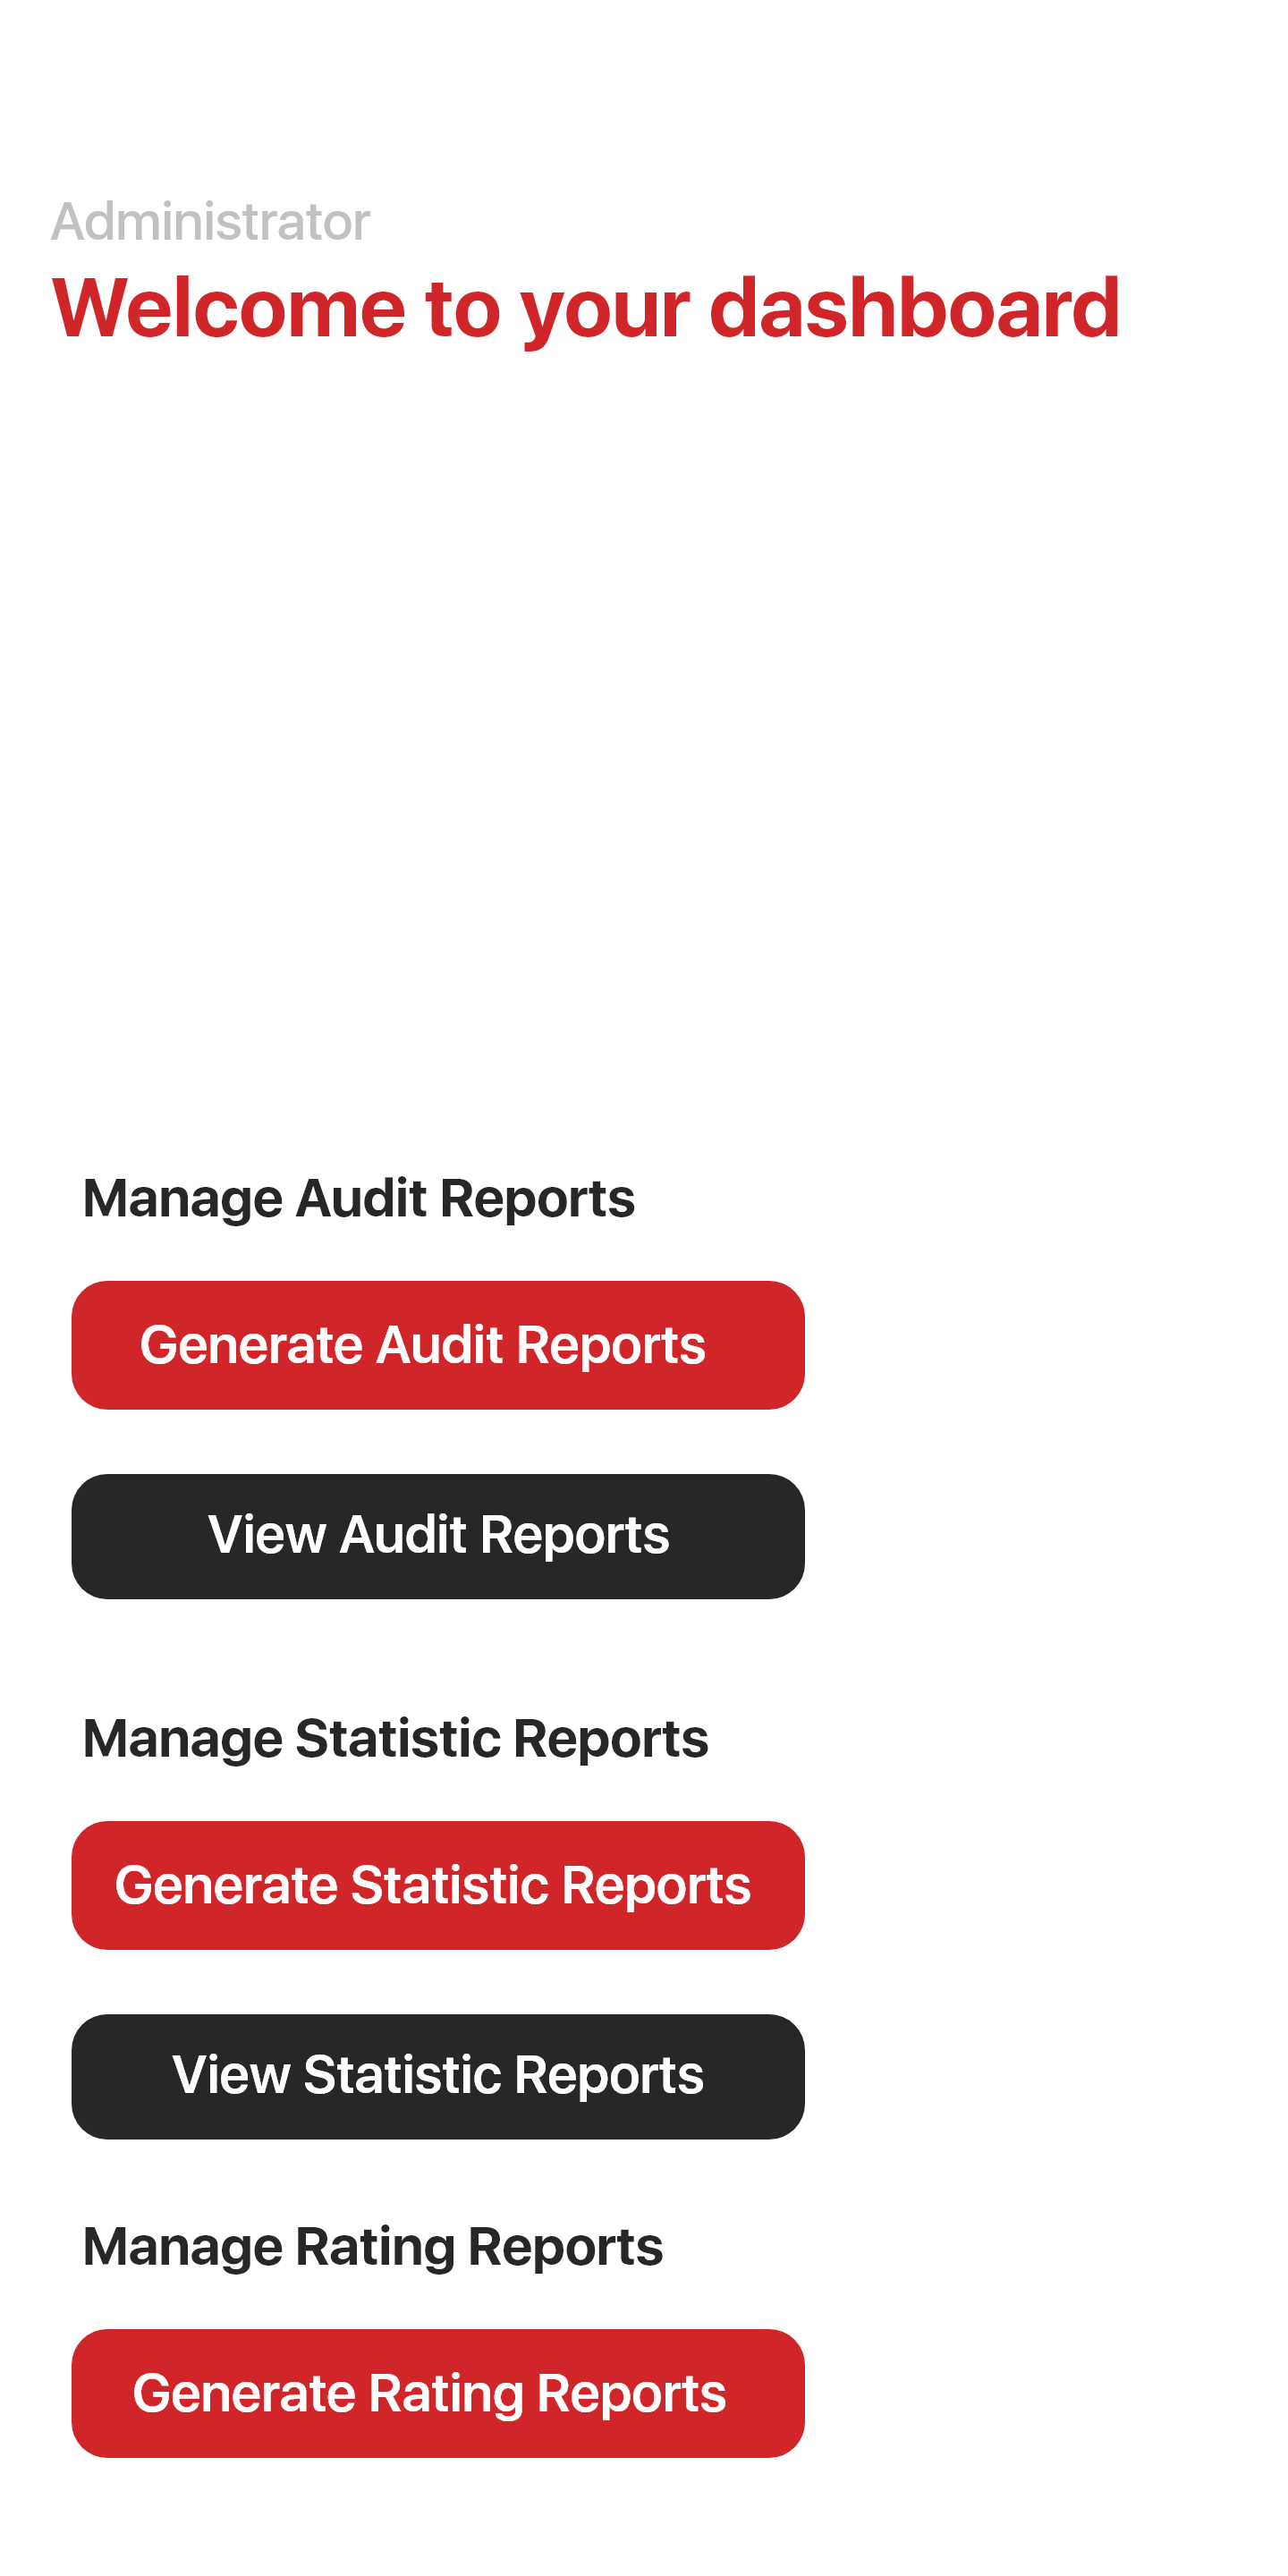 Administrator
Welcome to your dashboard
Manage Audit Reports
Generate Audit Reports
View Audit Reports
Manage Statistic Reports
Generate Statistic Reports
View Statistic Reports
Manage Rating Reports
Generate Rating Reports